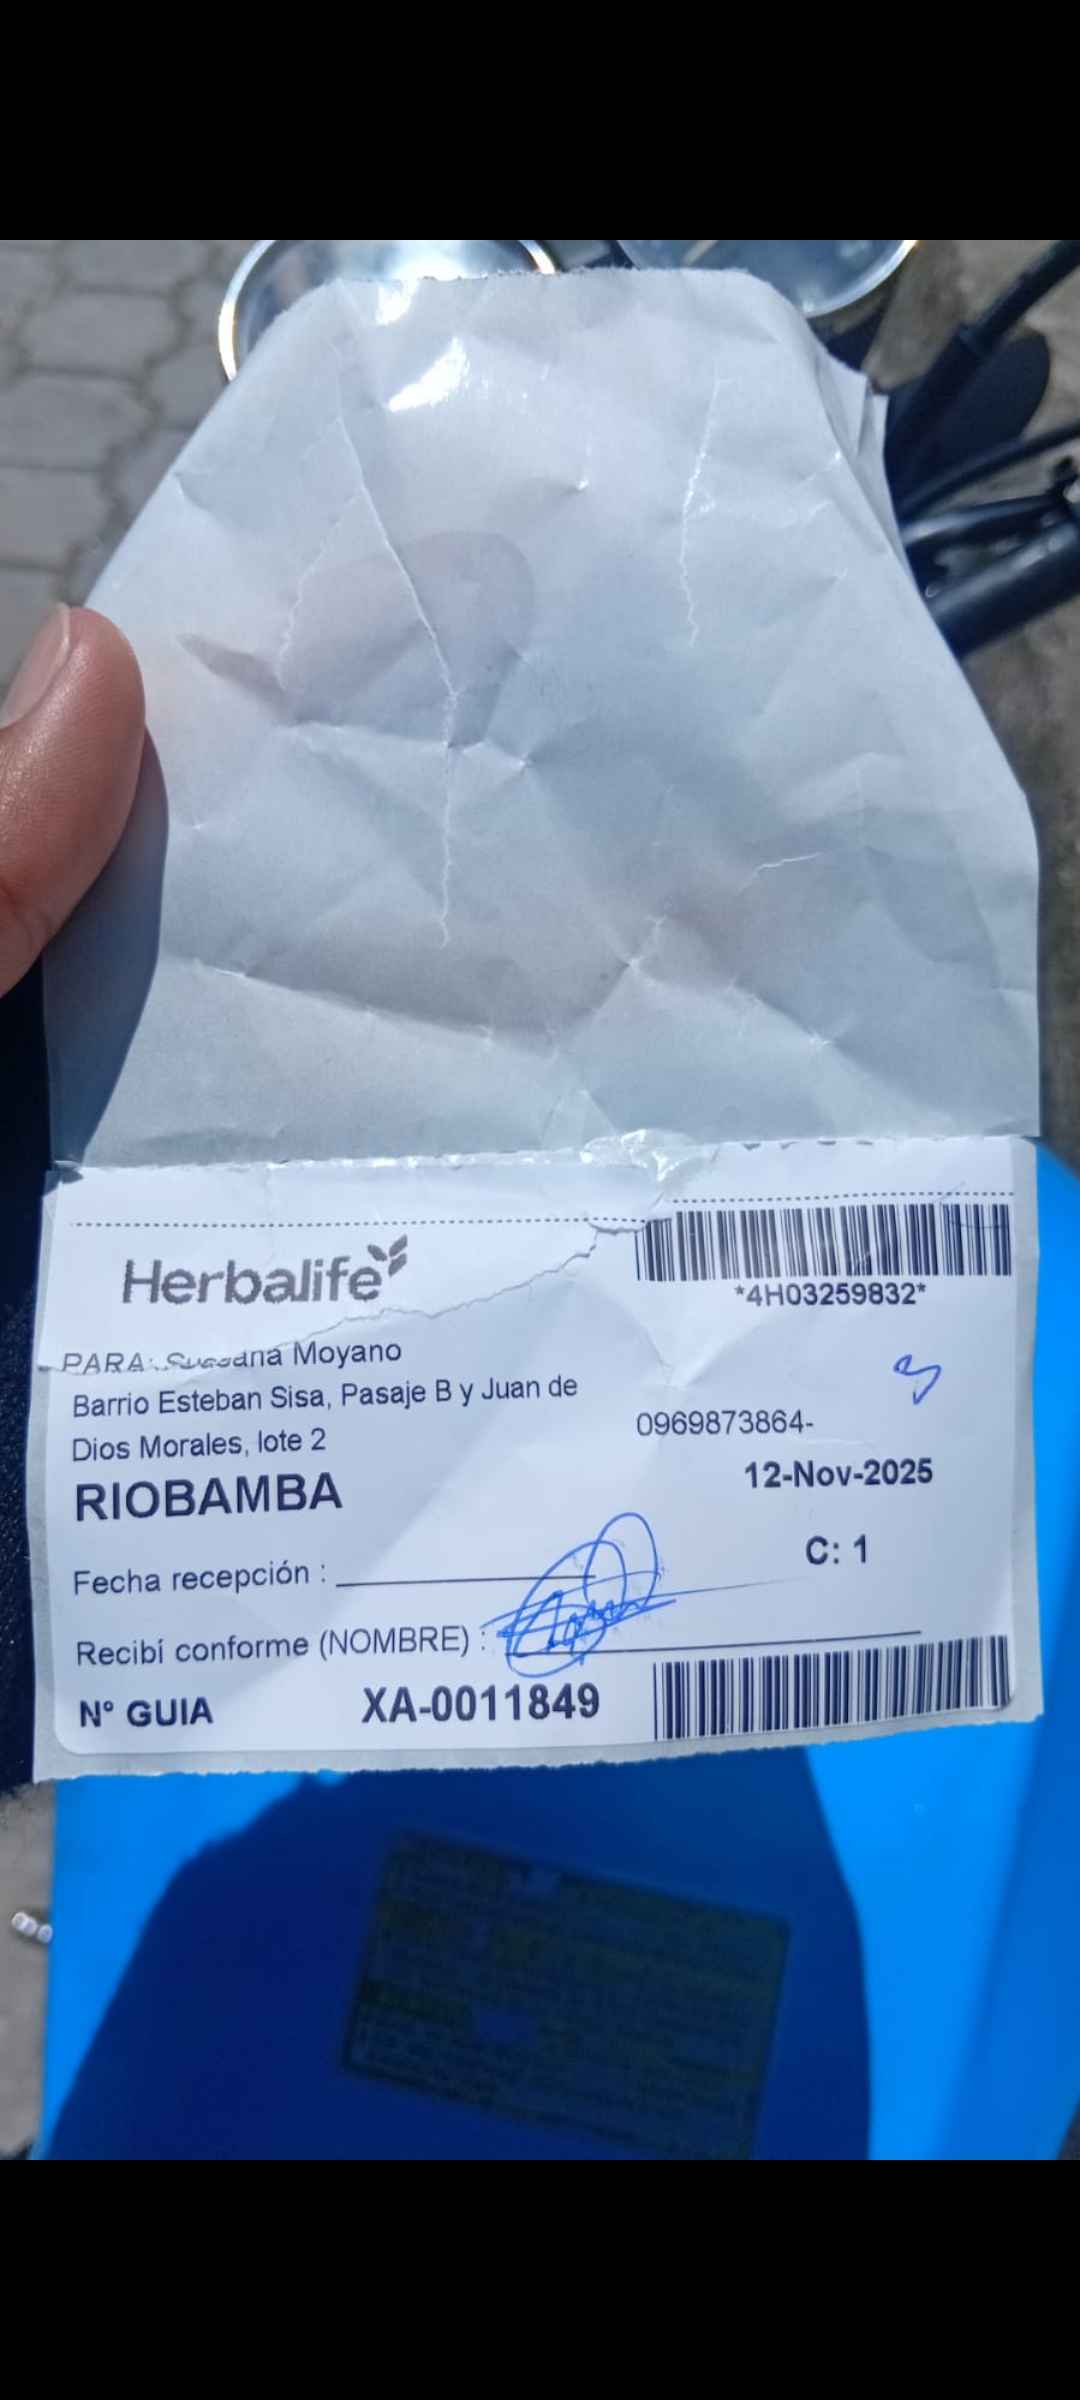 Herbalife
*4H03259832*
PARA: Moyano
Barrio Esteban Sisa, Pasaje B y Juan de
Dios Morales, lote 2
0969873864-
RIOBAMBA
12-Nov-2025
C: 1
Fecha recepción :
Recibí conforme (NOMBRE) :
Nº GUIA XA-0011849